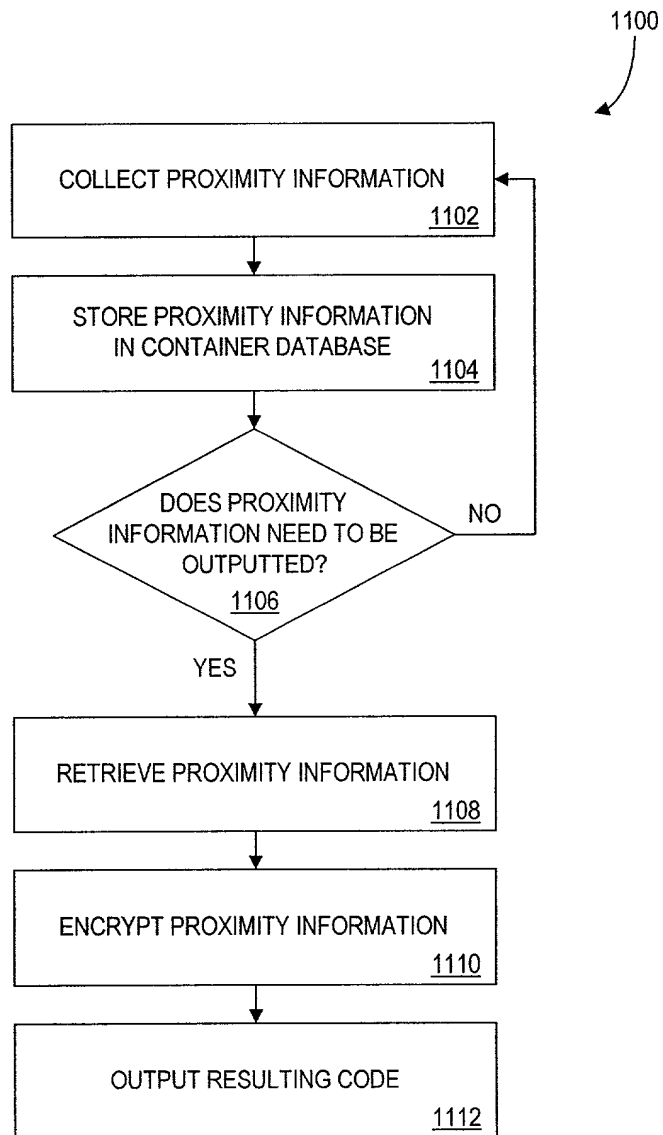 1100
COLLECT PROXIMITY INFORMATION
1102
STORE PROXIMITY INFORMATION
IN CONTAINER DATABASE
1104
DOES PROXIMITY
INFORMATION NEED TO BE
OUTPUTTED?
1106
NO
YES
RETRIEVE PROXIMITY INFORMATION
1108
ENCRYPT PROXIMITY INFORMATION
1110
OUTPUT RESULTING CODE
1112